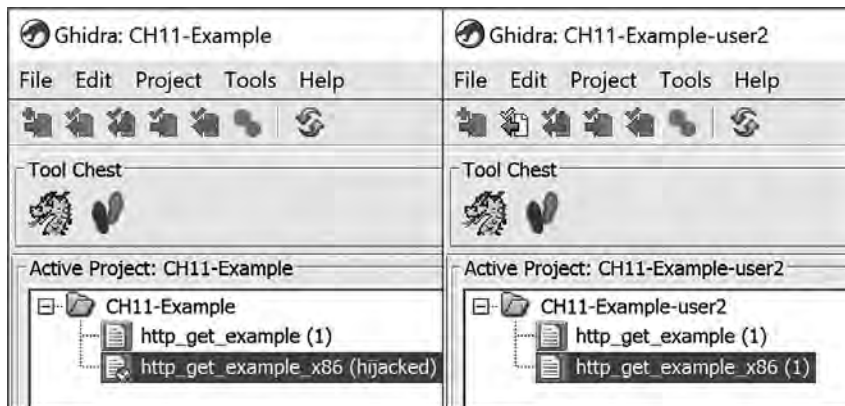 Ghidra: CH11-Example
File Edit Project Tools Help
Tool Chest
Active Project: CH11-Example
CH11-Example
http_get_example (1)
http_get_example_x86 (hijacked)
Ghidra: CH11-Example-user2
File Edit Project Tools Help
Tool Chest
Active Project: CH11-Example-user2
CH11-Example-user2
http_get_example (1)
http_get_example_x86 (1)